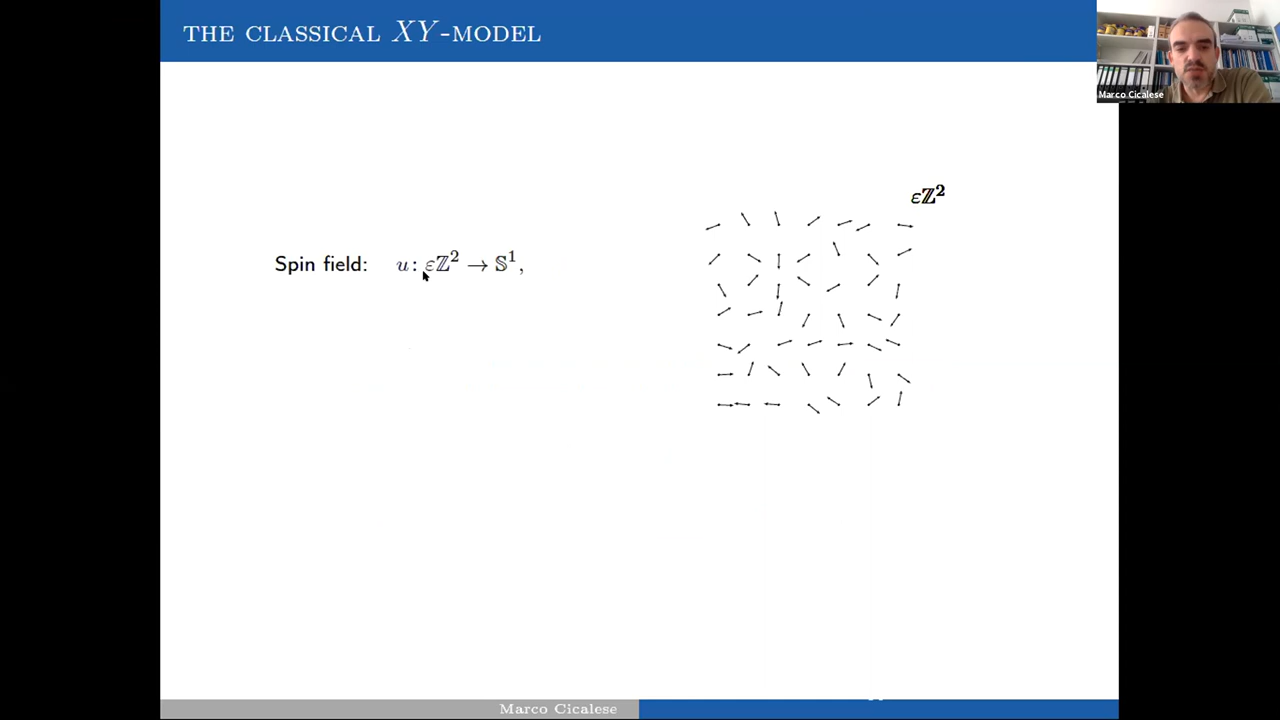 THE CLASSICAL XY-MODEL
Marco Cicalese
εℤ²
Spin field: u: εℤ² → 𝕊¹,
Marco Cicalese